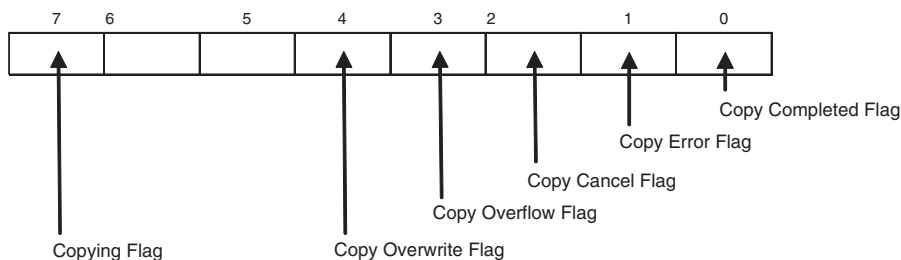 7 6 5 4 3 2 1 0
Copy Completed Flag
Copy Error Flag
Copy Cancel Flag
Copy Overflow Flag
Copying Flag Copy Overwrite Flag